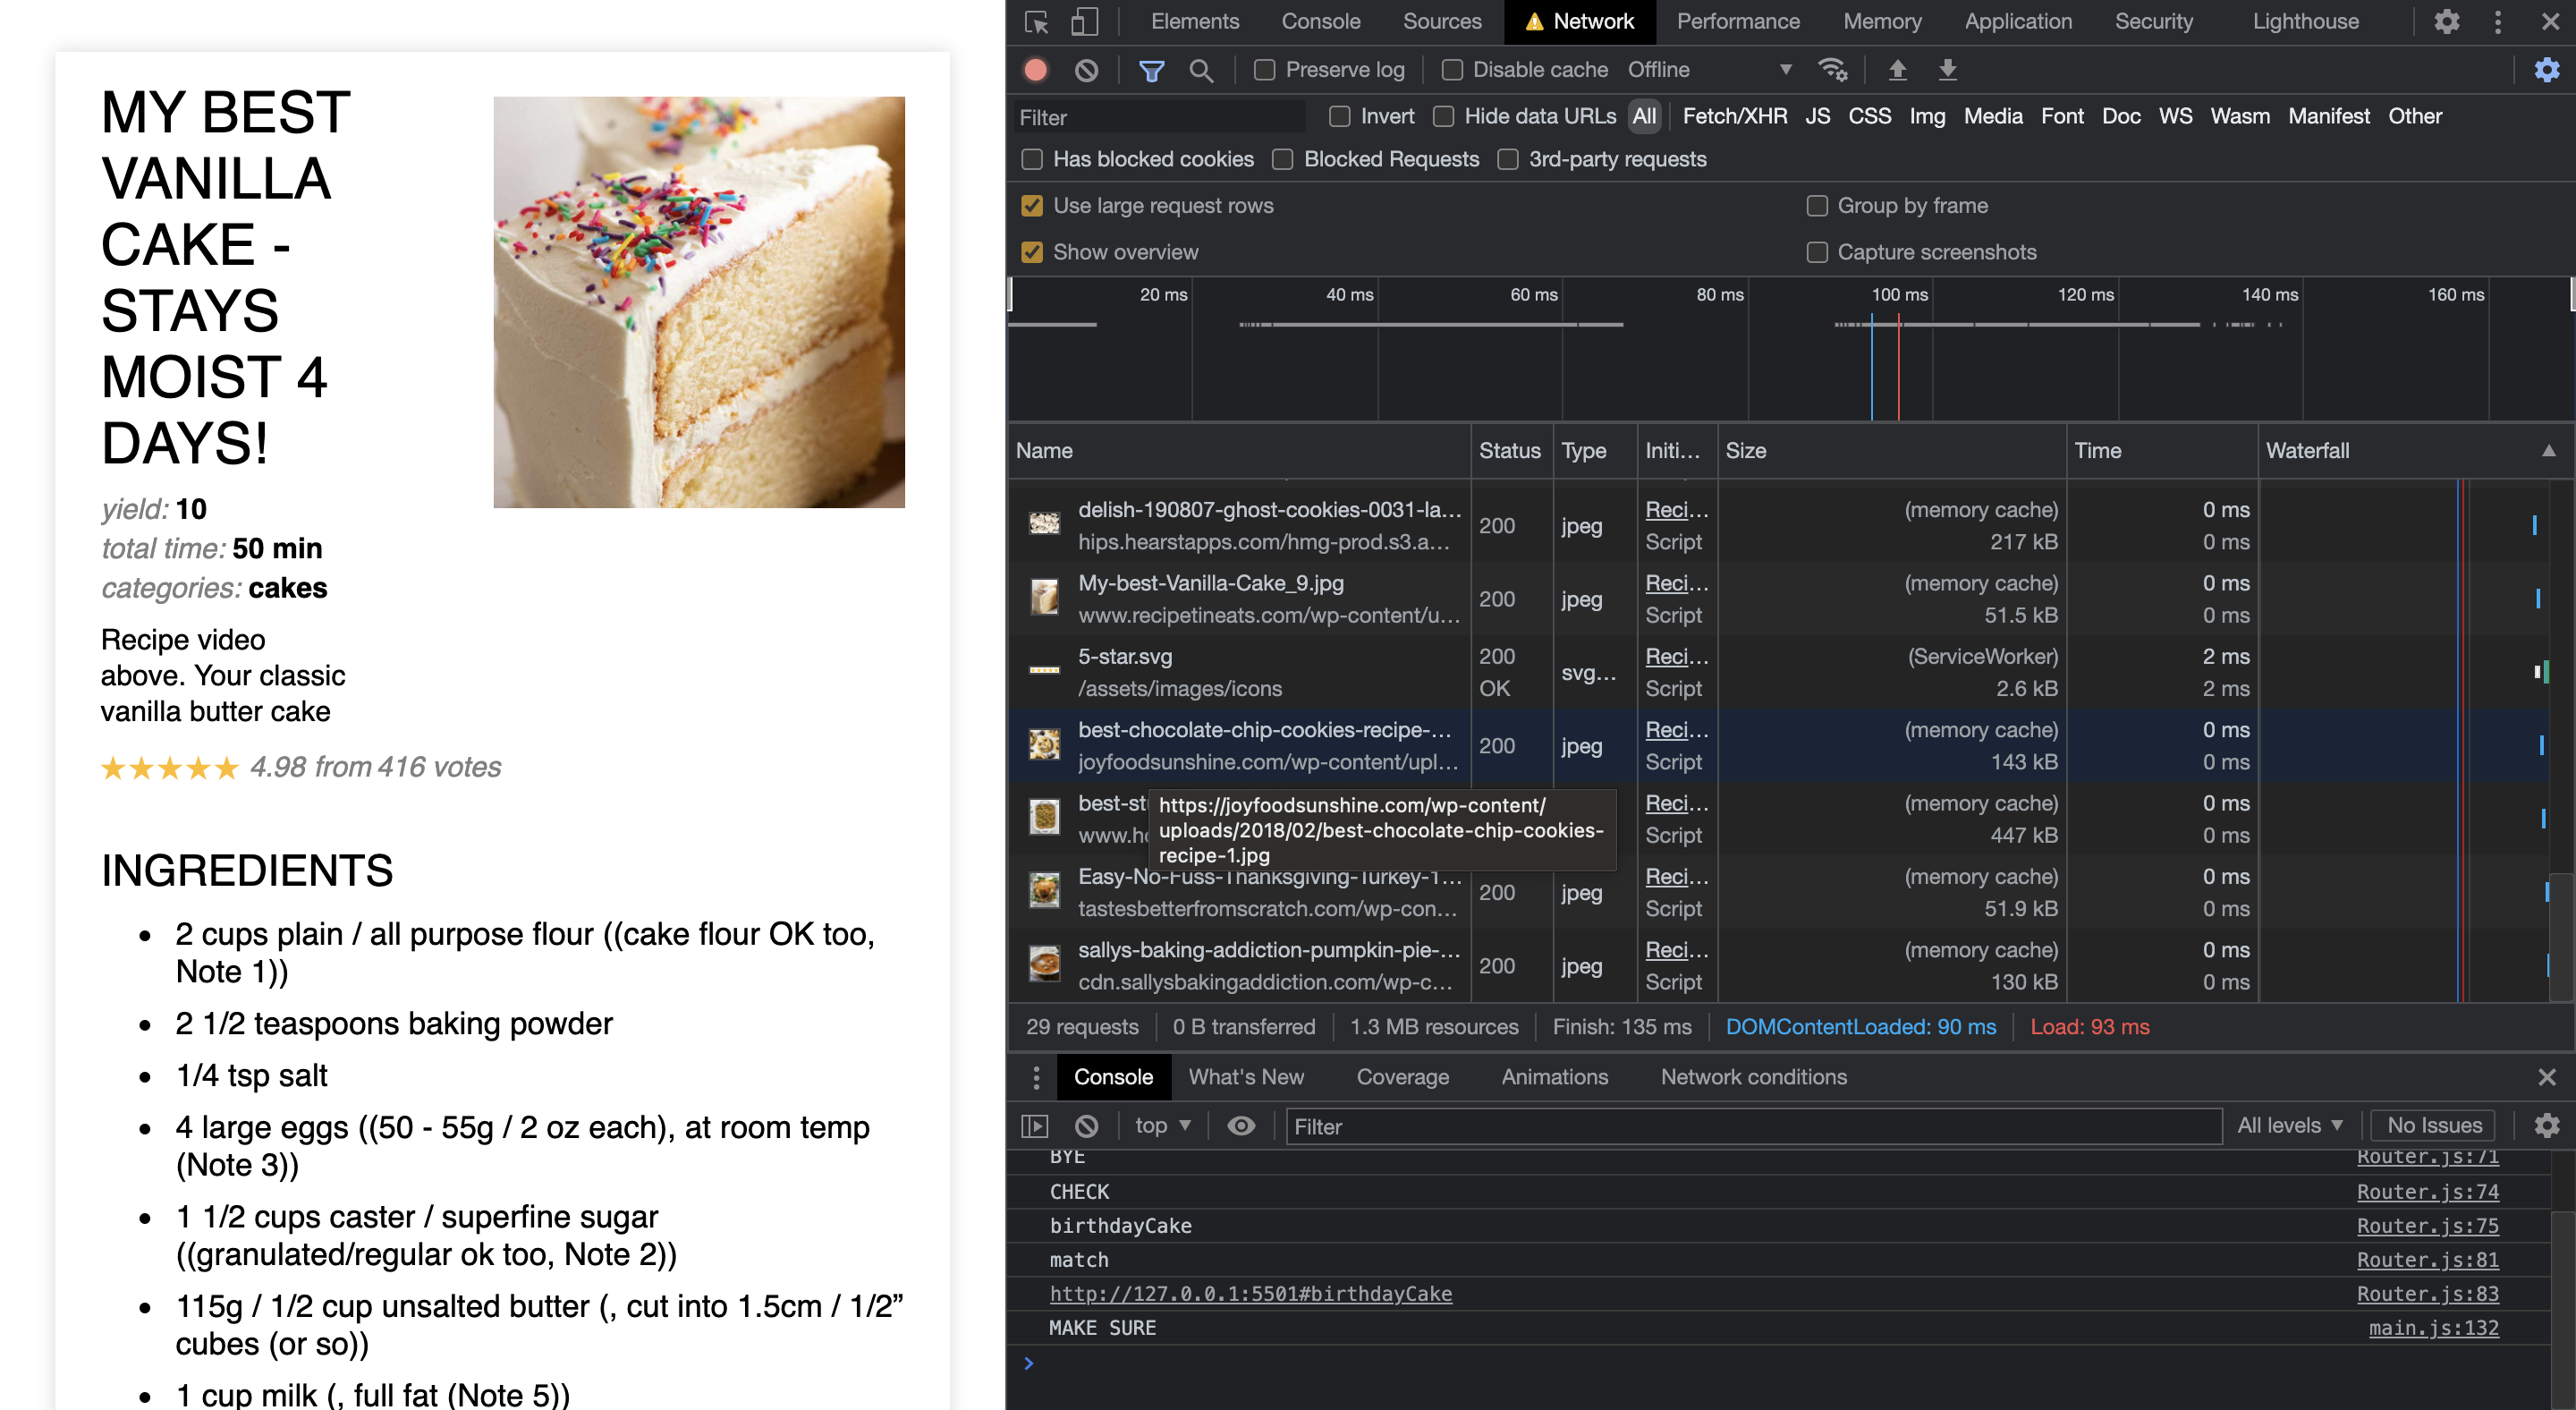 MY BEST
VANILLA
CAKE -
STAYS
MOIST 4
DAYS!
yield: 10
total time: 50 min
categories: cakes
Recipe video
above. Your classic
vanilla butter cake
4.98 from 416 votes
INGREDIENTS
2 cups plain / all purpose flour ((cake flour OK too,
Note 1))
2 1/2 teaspoons baking powder
1/4 tsp salt
4 large eggs ((50 - 55g / 2 oz each), at room temp
(Note 3))
1 1/2 cups caster / superfine sugar
((granulated/regular ok too, Note 2))
115g / 1/2 cup unsalted butter (, cut into 1.5cm / 1/2”
cubes (or so))
1 cup milk (, full fat (Note 5))
Elements Console Sources Network Performance Memory Application Security Lighthouse
Preserve log Disable cache Offline
Filter Invert Hide data URLs All Fetch/XHR JS CSS Img Media Font Doc WS Wasm Manifest Other
Has blocked cookies Blocked Requests 3rd-party requests
Use large request rows Group by frame
Show overview Capture screenshots
20 ms 40 ms 60 ms 80 ms 100 ms 120 ms 140 ms 160 ms
Name Status Type Initi... Size Time Waterfall
delish-190807-ghost-cookies-0031-la... 200 jpeg Reci... (memory cache) 0 ms
hips.hearstapps.com/hmg-prod.s3.a... Script 217 kB 0 ms
My-best-Vanilla-Cake_9.jpg 200 jpeg Reci... (memory cache) 0 ms
www.recipetineats.com/wp-content/u... Script 51.5 kB 0 ms
5-star.svg 200 svg... Reci... (ServiceWorker) 2 ms
/assets/images/icons OK Script 2.6 kB 2 ms
best-chocolate-chip-cookies-recipe-... 200 jpeg Reci... (memory cache) 0 ms
joyfoodsunshine.com/wp-content/upl... Script 143 kB 0 ms
best-st Reci... (memory cache) 0 ms
www.ho Script 447 kB 0 ms
https://joyfoodsunshine.com/wp-content/
uploads/2018/02/best-chocolate-chip-cookies-
recipe-1.jpg
Easy-No-Fuss-Thanksgiving-Turkey-1... 200 jpeg Reci... (memory cache) 0 ms
tastesbetterfromscratch.com/wp-con... Script 51.9 kB 0 ms
sallys-baking-addiction-pumpkin-pie-... 200 jpeg Reci... (memory cache) 0 ms
cdn.sallysbakingaddiction.com/wp-c... Script 130 kB 0 ms
29 requests 0 B transferred 1.3 MB resources Finish: 135 ms DOMContentLoaded: 90 ms Load: 93 ms
Console What's New Coverage Animations Network conditions
top Filter All levels No Issues
BYE Router.js:71
CHECK Router.js:74
birthdayCake Router.js:75
match Router.js:81
http://127.0.0.1:5501#birthdayCake Router.js:83
MAKE SURE main.js:132